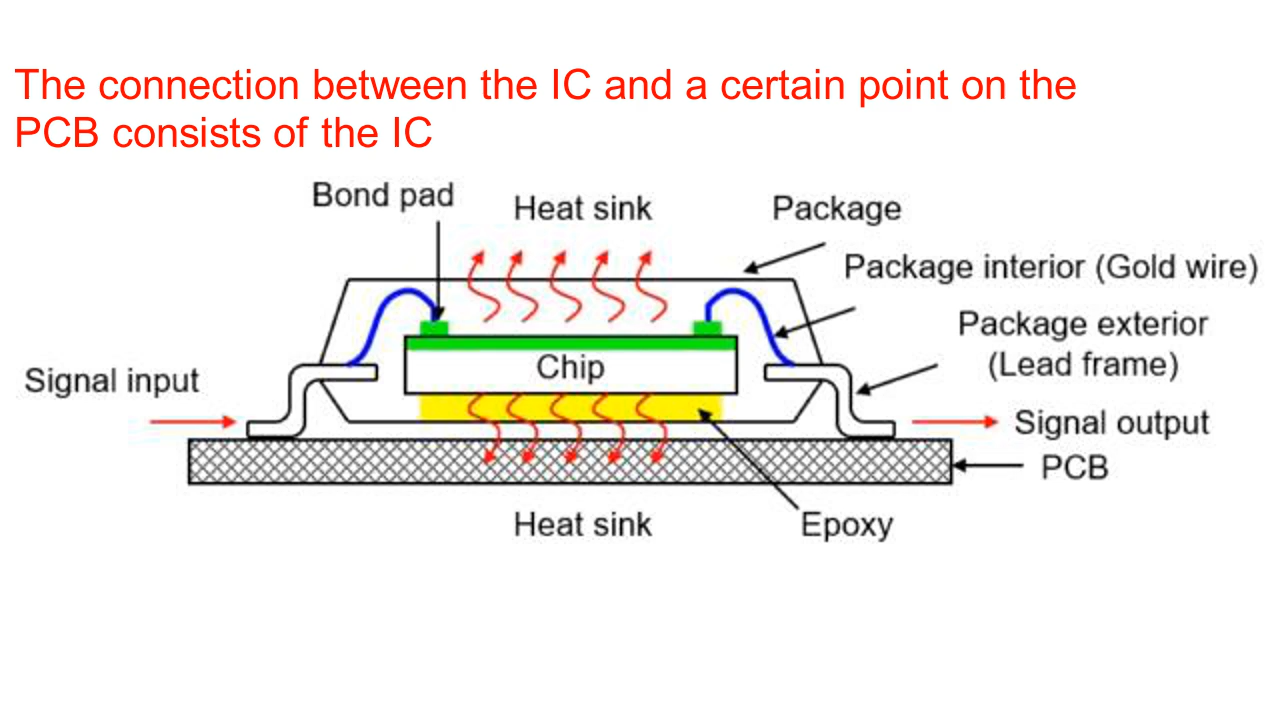 The connection between the IC and a certain point on the
PCB consists of the IC
Bond pad
Heat sink
Package
Package interior (Gold wire)
Package exterior
(Lead frame)
Chip
Signal input
Signal output
PCB
Heat sink
Epoxy